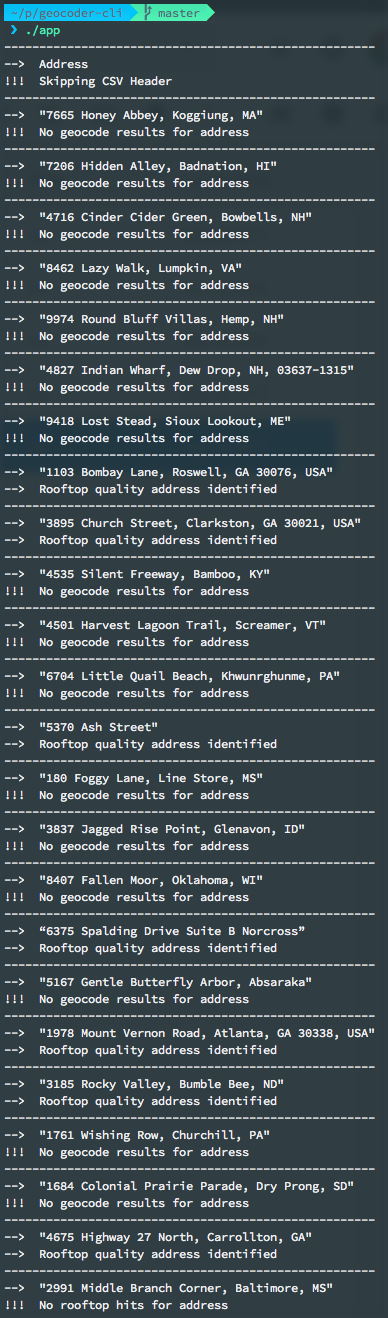 ~/p/geocoder-cli master
❯ ./app
-----------------------------------------------------
--> Address
!!! Skipping CSV Header
-----------------------------------------------------
--> "7665 Honey Abbey, Koggiung, MA"
!!! No geocode results for address
-----------------------------------------------------
--> "7206 Hidden Alley, Badnation, HI"
!!! No geocode results for address
-----------------------------------------------------
--> "4716 Cinder Cider Green, Bowbells, NH"
!!! No geocode results for address
-----------------------------------------------------
--> "8462 Lazy Walk, Lumpkin, VA"
!!! No geocode results for address
-----------------------------------------------------
--> "9974 Round Bluff Villas, Hemp, NH"
!!! No geocode results for address
-----------------------------------------------------
--> "4827 Indian Wharf, Dew Drop, NH, 03637-1315"
!!! No geocode results for address
-----------------------------------------------------
--> "9418 Lost Stead, Sioux Lookout, ME"
!!! No geocode results for address
-----------------------------------------------------
--> "1103 Bombay Lane, Roswell, GA 30076, USA"
--> Rooftop quality address identified
-----------------------------------------------------
--> "3895 Church Street, Clarkston, GA 30021, USA"
--> Rooftop quality address identified
-----------------------------------------------------
--> "4535 Silent Freeway, Bamboo, KY"
!!! No geocode results for address
-----------------------------------------------------
--> "4501 Harvest Lagoon Trail, Screamer, VT"
!!! No geocode results for address
-----------------------------------------------------
--> "6704 Little Quail Beach, Khwunrghunme, PA"
!!! No geocode results for address
-----------------------------------------------------
--> "5370 Ash Street"
--> Rooftop quality address identified
-----------------------------------------------------
--> "180 Foggy Lane, Line Store, MS"
!!! No geocode results for address
-----------------------------------------------------
--> "3837 Jagged Rise Point, Glenavon, ID"
!!! No geocode results for address
-----------------------------------------------------
--> "8407 Fallen Moor, Oklahoma, WI"
!!! No geocode results for address
-----------------------------------------------------
--> “6375 Spalding Drive Suite B Norcross”
--> Rooftop quality address identified
-----------------------------------------------------
--> "5167 Gentle Butterfly Arbor, Absaraka"
!!! No geocode results for address
-----------------------------------------------------
--> "1978 Mount Vernon Road, Atlanta, GA 30338, USA"
--> Rooftop quality address identified
-----------------------------------------------------
--> "3185 Rocky Valley, Bumble Bee, ND"
--> Rooftop quality address identified
-----------------------------------------------------
--> "1761 Wishing Row, Churchill, PA"
!!! No geocode results for address
-----------------------------------------------------
--> "1684 Colonial Prairie Parade, Dry Prong, SD"
!!! No geocode results for address
-----------------------------------------------------
--> "4675 Highway 27 North, Carrollton, GA"
--> Rooftop quality address identified
-----------------------------------------------------
--> "2991 Middle Branch Corner, Baltimore, MS"
!!! No rooftop hits for address